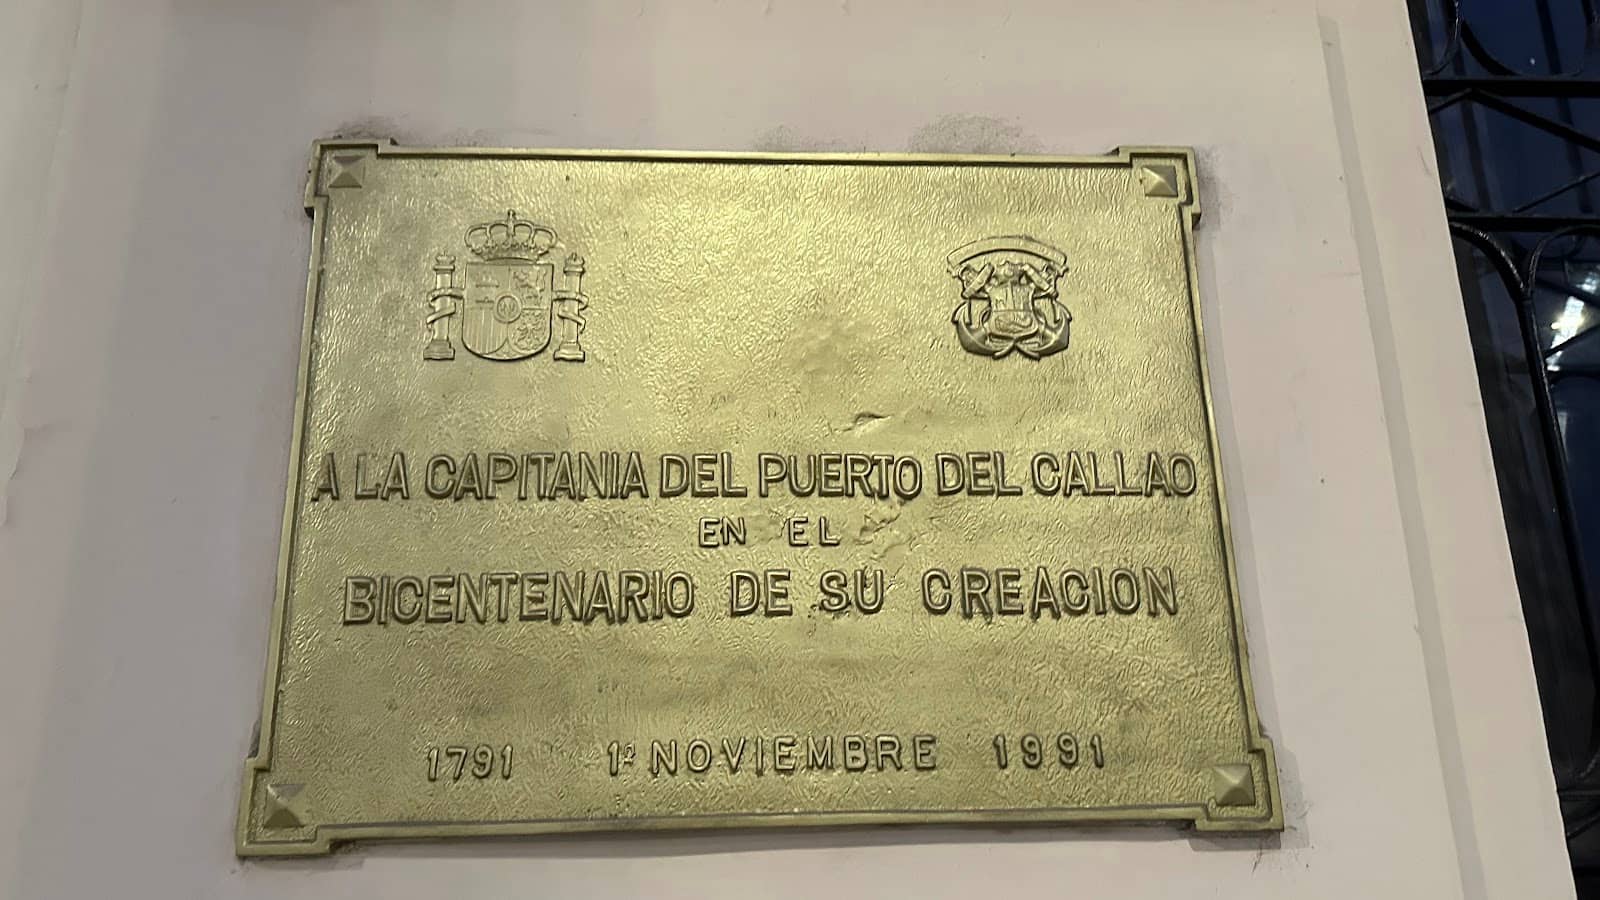 A LA CAPITANIA DEL PUERTO DEL CALLAO
EN EL
BICENTENARIO DE SU CREACION
1791 1º NOVIEMBRE 1991